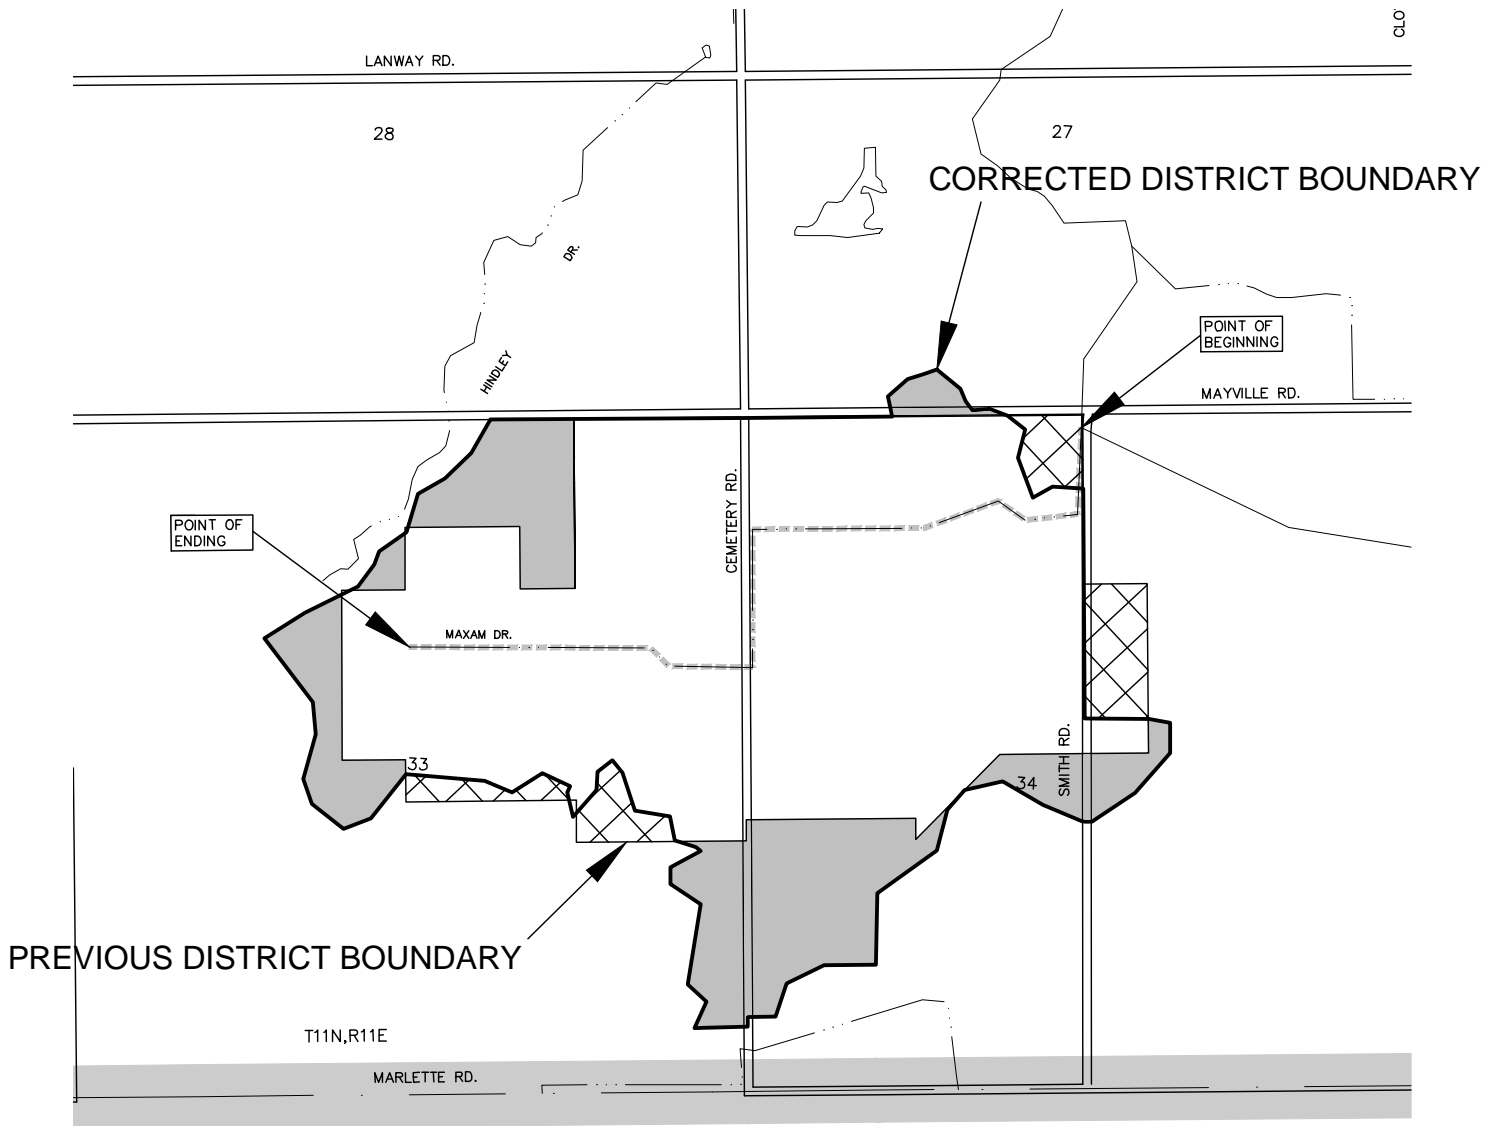 CLO
LANWAY RD.
28
27
CORRECTED DISTRICT BOUNDARY
DR.
POINT OF
BEGINNING
HINDLEY
MAYVILLE RD.
CEMETERY RD.
POINT OF
ENDING
MAXAM DR.
SMITH RD.
33
34
PREVIOUS DISTRICT BOUNDARY
T11N,R11E
MARLETTE RD.